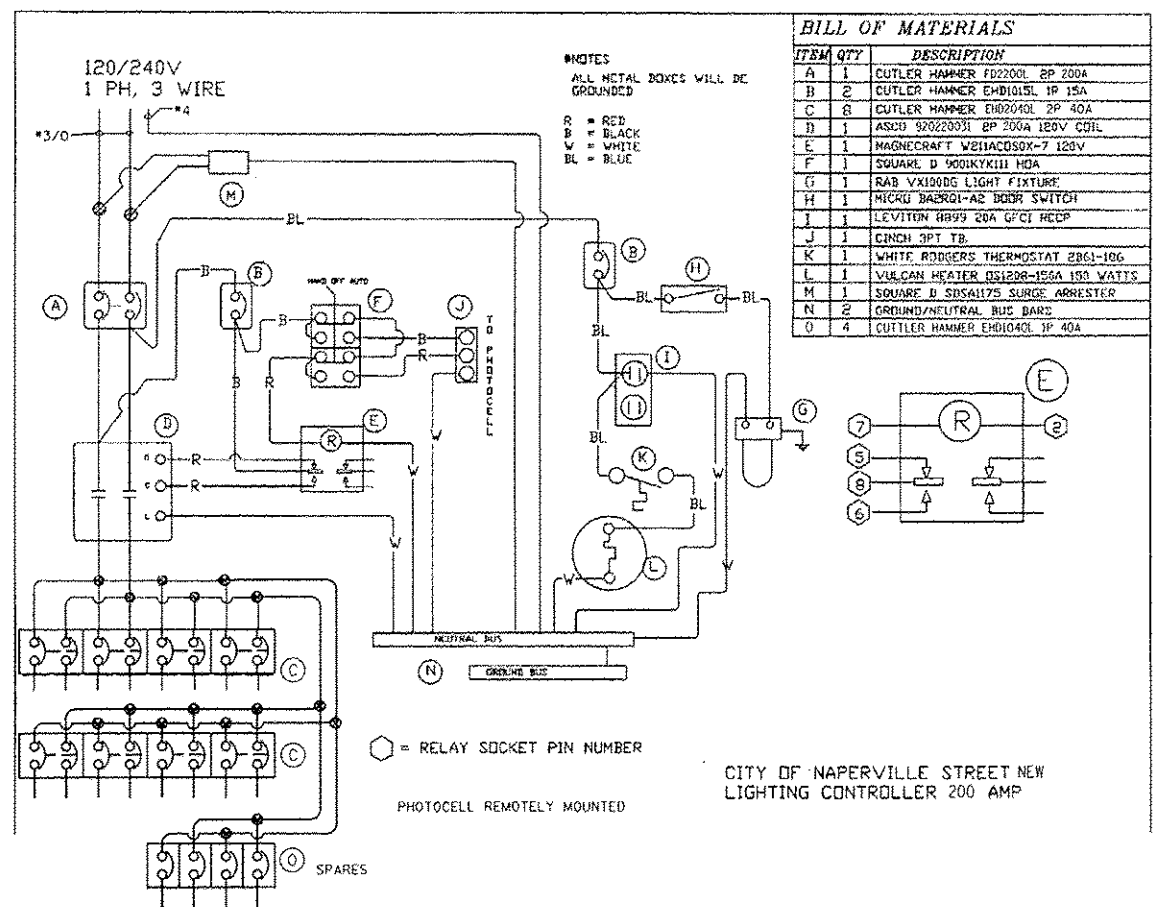 120/240V
1 PH, 3 WIRE
*4
*3/0
*NOTES
ALL METAL BOXES WILL BE
GROUNDED
R = RED
B = BLACK
W = WHITE
BL = BLUE
BILL OF MATERIALS
ITEM QTY DESCRIPTION
A 1 CUTLER HAMMER FD2200L 2P 200A
B 2 CUTLER HAMMER EHD1015L 1P 15A
C 8 CUTLER HAMMER EHD2040L 2P 40A
D 1 ASCO 920220031 2P 200A 120V COIL
E 1 MAGNECRAFT W211ACDSOX-7 120V
F 1 SQUARE D 9001KYK111 HOA
G 1 RAB VX100DG LIGHT FIXTURE
H 1 MICRO BA2RQ1-A2 DOOR SWITCH
I 1 LEVITON 8899 20A GFCI RECP
J 1 CINCH 3PT TB.
K 1 WHITE RODGERS THERMOSTAT 2B61-106
L 1 VULCAN HEATER OS1208-150A 150 WATTS
M 1 SQUARE D SDSA1175 SURGE ARRESTER
N 2 GROUND/NEUTRAL BUS BARS
O 4 CUTTLER HAMMER EHD1040L 1P 40A
M
BL
B
H
BL
BL
A
B
B
HAND OFF AUTO
F
J
TO PHOTOCELL
B
B
R
R
B
BL
I
G
E
7
R
2
5
8
6
D
R
R
L
E
R
W
W
W
BL
K
BL
W
W
L
W
NEUTRAL BUS
N
GROUND BUS
C
C
= RELAY SOCKET PIN NUMBER
PHOTOCELL REMOTELY MOUNTED
CITY OF NAPERVILLE STREET NEW
LIGHTING CONTROLLER 200 AMP
O
SPARES